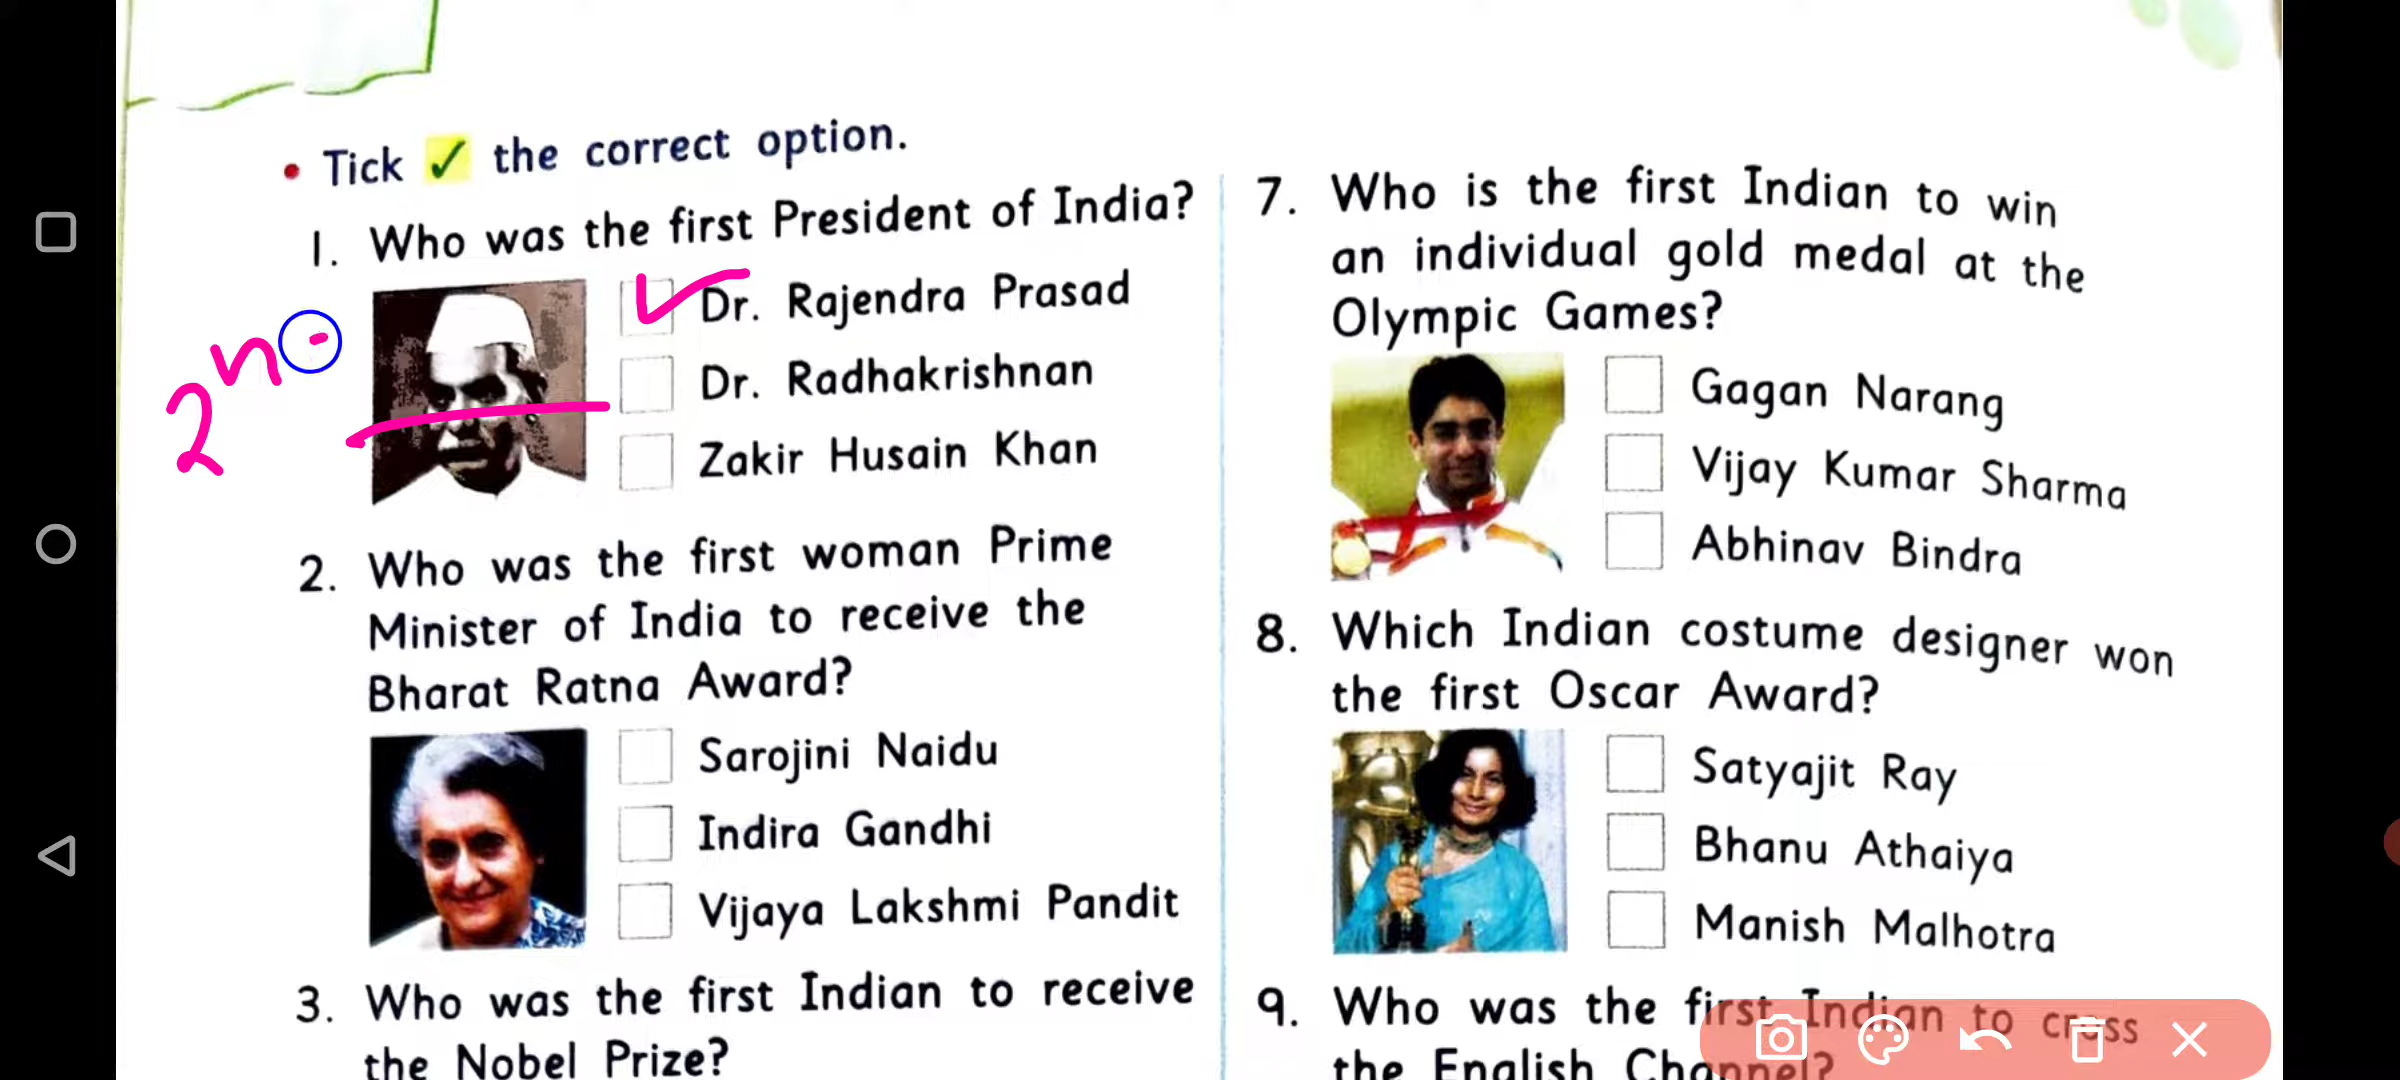 • Tick ✓ the correct option.
1. Who was the first President of India?
Dr. Rajendra Prasad
Dr. Radhakrishnan
Zakir Husain Khan
2n
2. Who was the first woman Prime
Minister of India to receive the
Bharat Ratna Award?
Sarojini Naidu
Indira Gandhi
Vijaya Lakshmi Pandit
3. Who was the first Indian to receive
the Nobel Prize?
7. Who is the first Indian to win
an individual gold medal at the
Olympic Games?
Gagan Narang
Vijay Kumar Sharma
Abhinav Bindra
8. Which Indian costume designer won
the first Oscar Award?
Satyajit Ray
Bhanu Athaiya
Manish Malhotra
9. Who was the first Indian to cross
the English Channel?